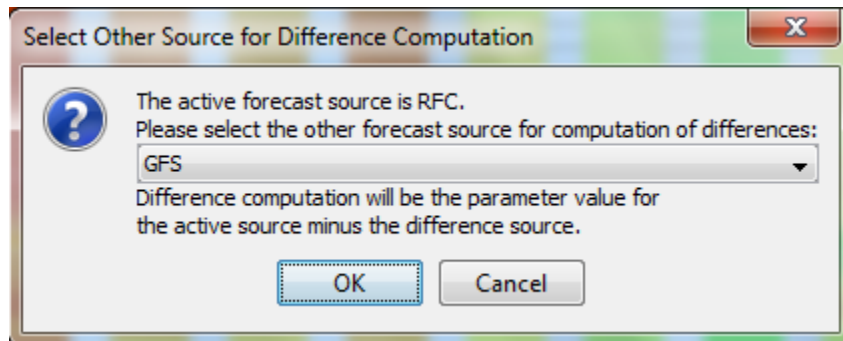 Select Other Source for Difference Computation
The active forecast source is RFC.
Please select the other forecast source for computation of differences:
GFS
Difference computation will be the parameter value for
the active source minus the difference source.
OK
Cancel